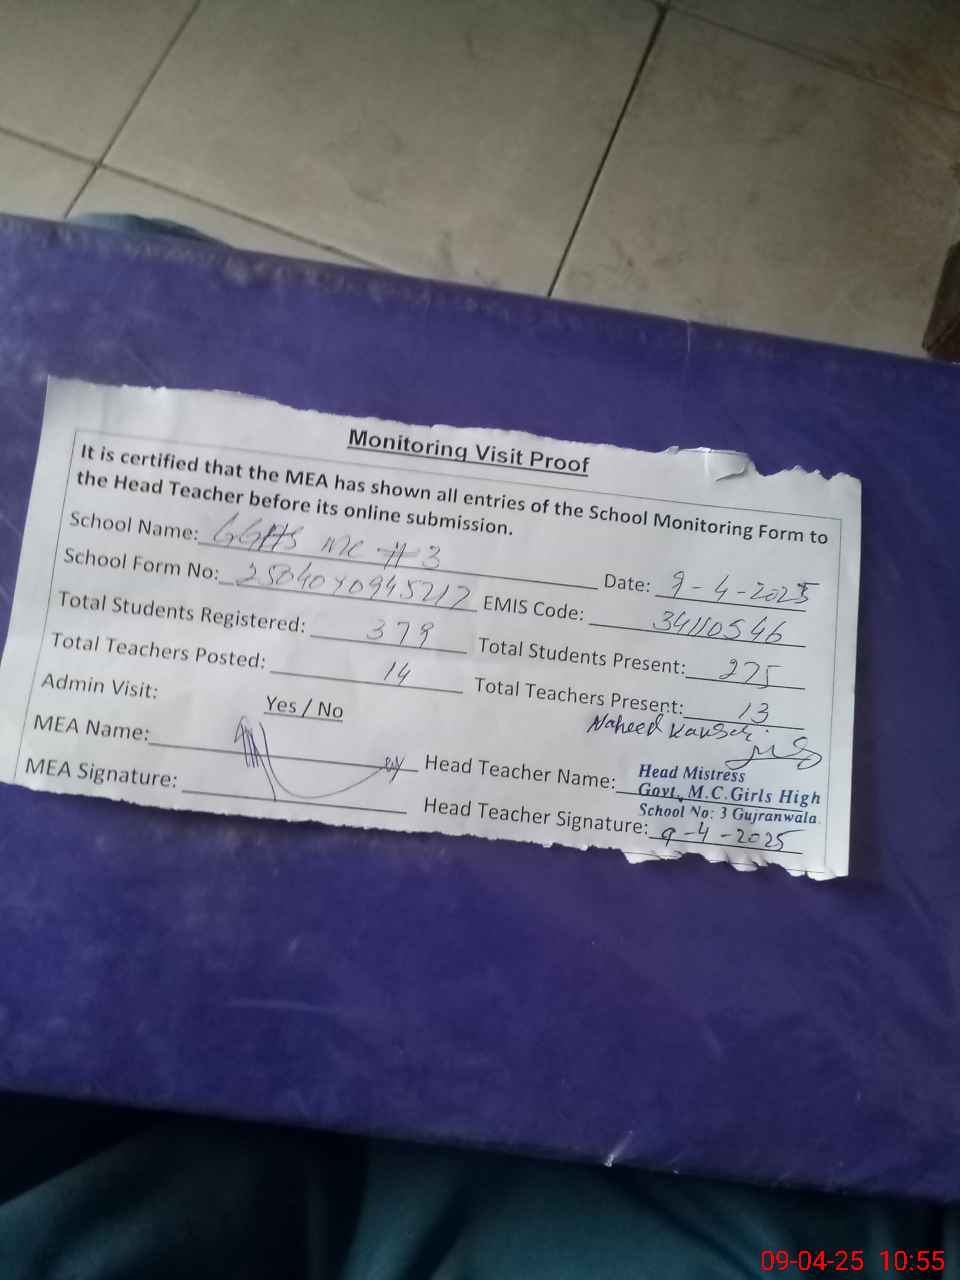 Monitoring Visit Proof
It is certified that the MEA has shown all entries of the School Monitoring Form to
the Head Teacher before its online submission.
School Name: GGHS MC # 3
Date: 9-4-2025
School Form No: 2504040945212
EMIS Code: 34110546
Total Students Registered: 379
Total Students Present: 275
Total Teachers Posted: 14
Total Teachers Present: 13
Admin Visit: Yes / No
Naheed Kausar
MEA Name:
Head Teacher Name:
Head Mistress
Govt. M.C.Girls High
School No: 3 Gujranwala
MEA Signature:
Head Teacher Signature: 9-4-2025
09-04-25 10:55